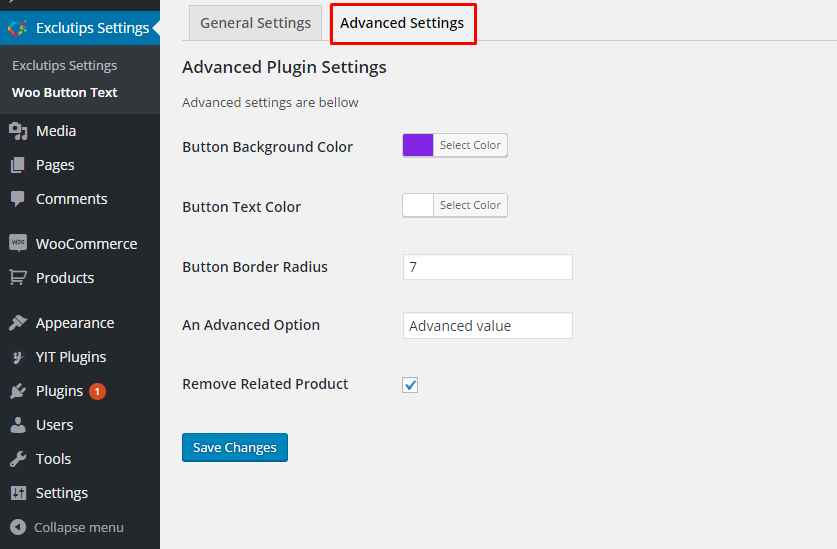 Exclutips Settings
Exclutips Settings
Woo Button Text
Media
Pages
Comments
Woo WooCommerce
Products
Appearance
YIT Plugins
Plugins 1
Users
Tools
Settings
Collapse menu
General Settings Advanced Settings
Advanced Plugin Settings
Advanced settings are bellow
Button Background Color Select Color
Button Text Color Select Color
Button Border Radius 7
An Advanced Option Advanced value
Remove Related Product
Save Changes